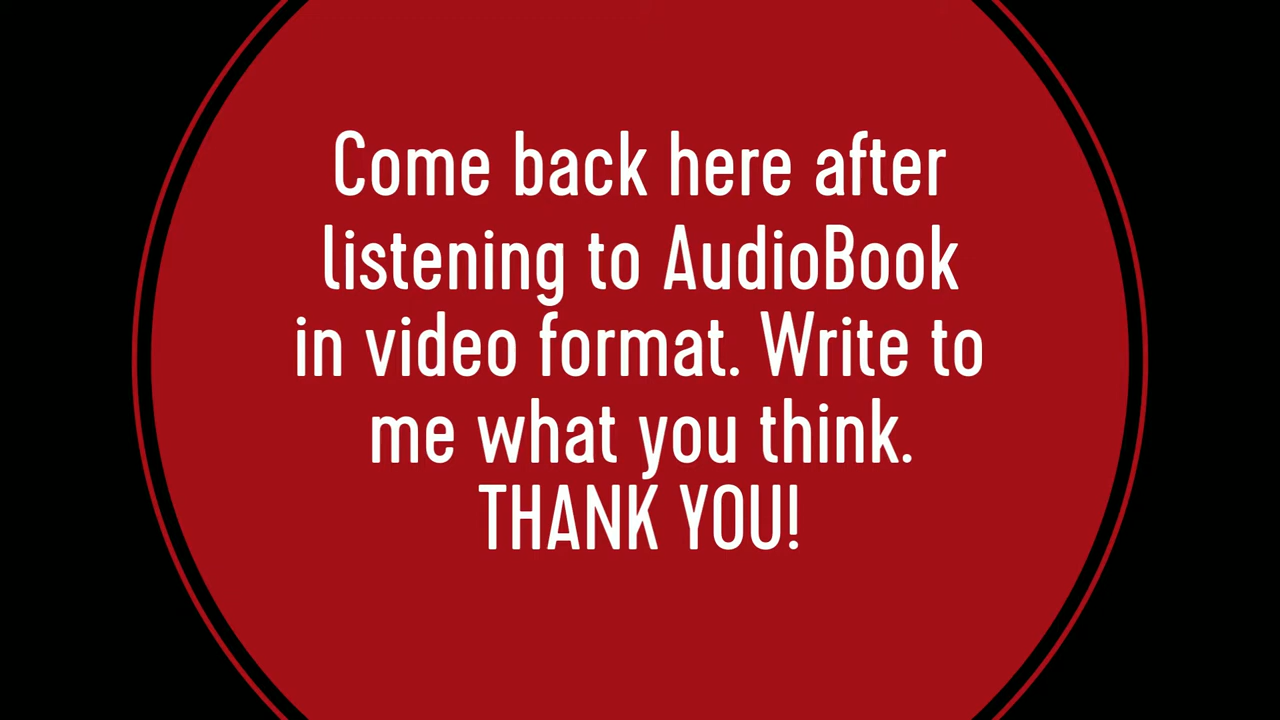 Come back here after
listening to AudioBook
in video format. Write to
me what you think.
THANK YOU!